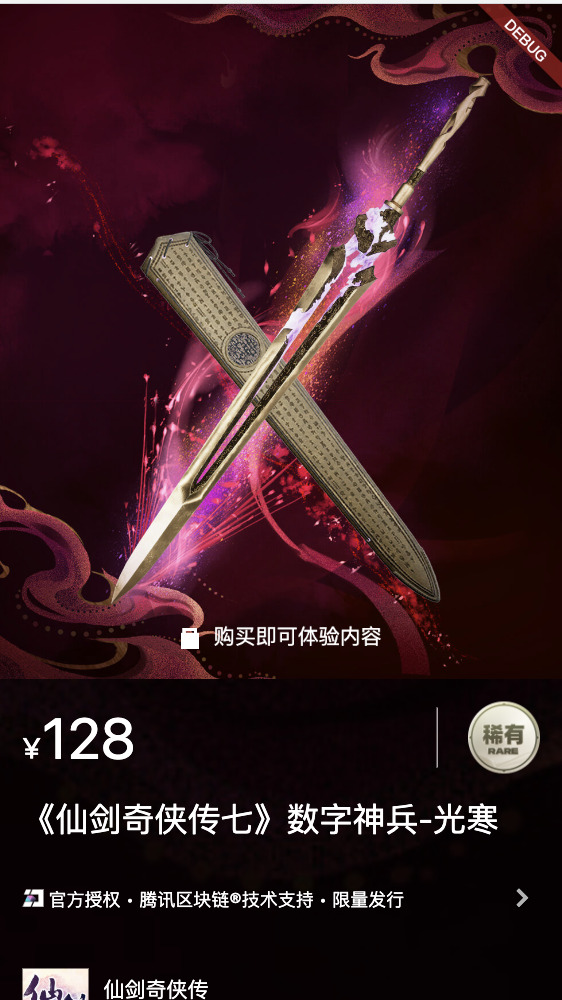 DEBUG
购买即可体验内容
¥128
稀有
RARE
《仙剑奇侠传七》数字神兵-光寒
官方授权·腾讯区块链®技术支持·限量发行
仙剑奇侠传